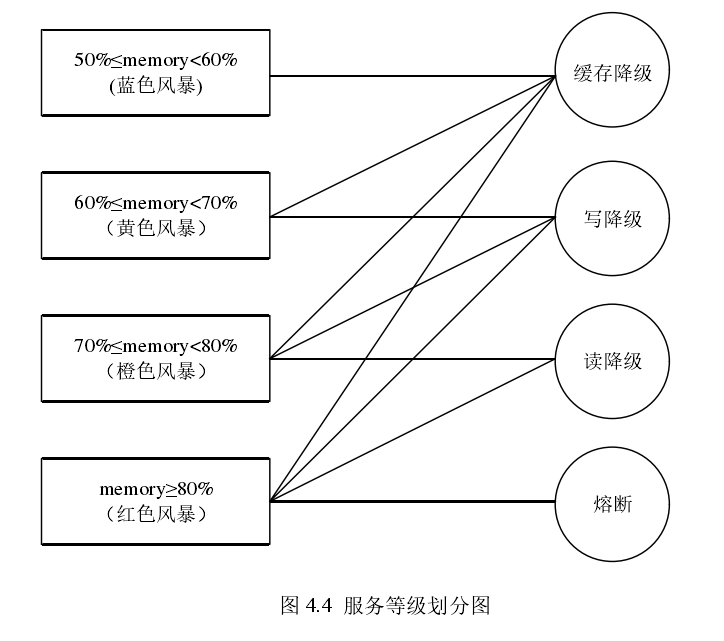 50%≤memory<60%
(蓝色风暴)
缓存降级
60%≤memory<70%
（黄色风暴）
写降级
70%≤memory<80%
（橙色风暴）
读降级
memory≥80%
（红色风暴）
熔断
图 4.4 服务等级划分图